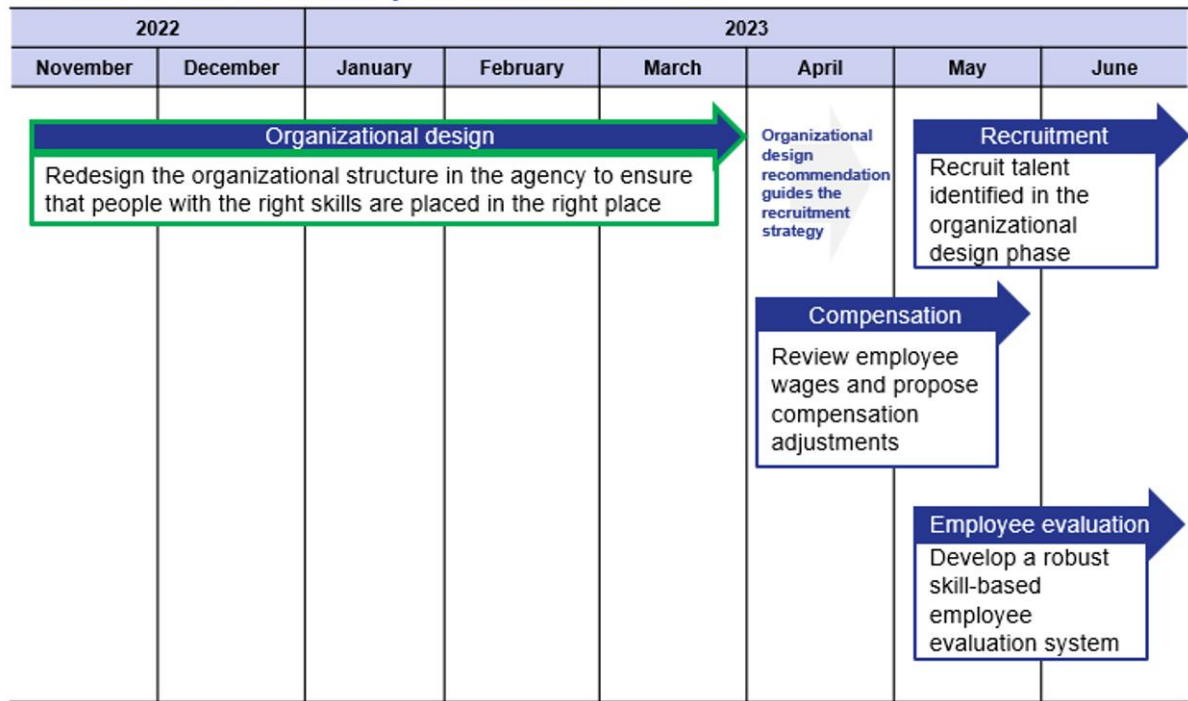 2022 2023
November December January February March April May June
Organizational design
Redesign the organizational structure in the agency to ensure
that people with the right skills are placed in the right place
Organizational
design
recommendation
guides the
recruitment
strategy
Recruitment
Recruit talent
identified in the
organizational
design phase
Compensation
Review employee
wages and propose
compensation
adjustments
Employee evaluation
Develop a robust
skill-based
employee
evaluation system